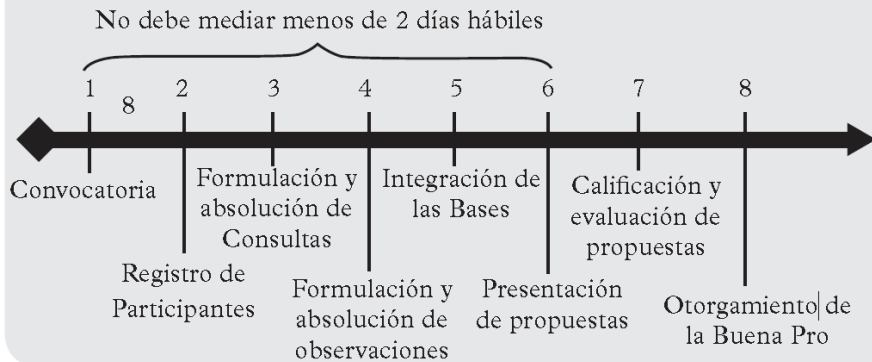 No debe mediar menos de 2 días hábiles
1 2 3 4 5 6 7 8
8
Convocatoria
Registro de
Participantes
Formulación y
absolución de
Consultas
Formulación y
absolución de
observaciones
Integración de
las Bases
Presentación
de propuestas
Calificación y
evaluación de
propuestas
Otorgamiento de
la Buena Pro